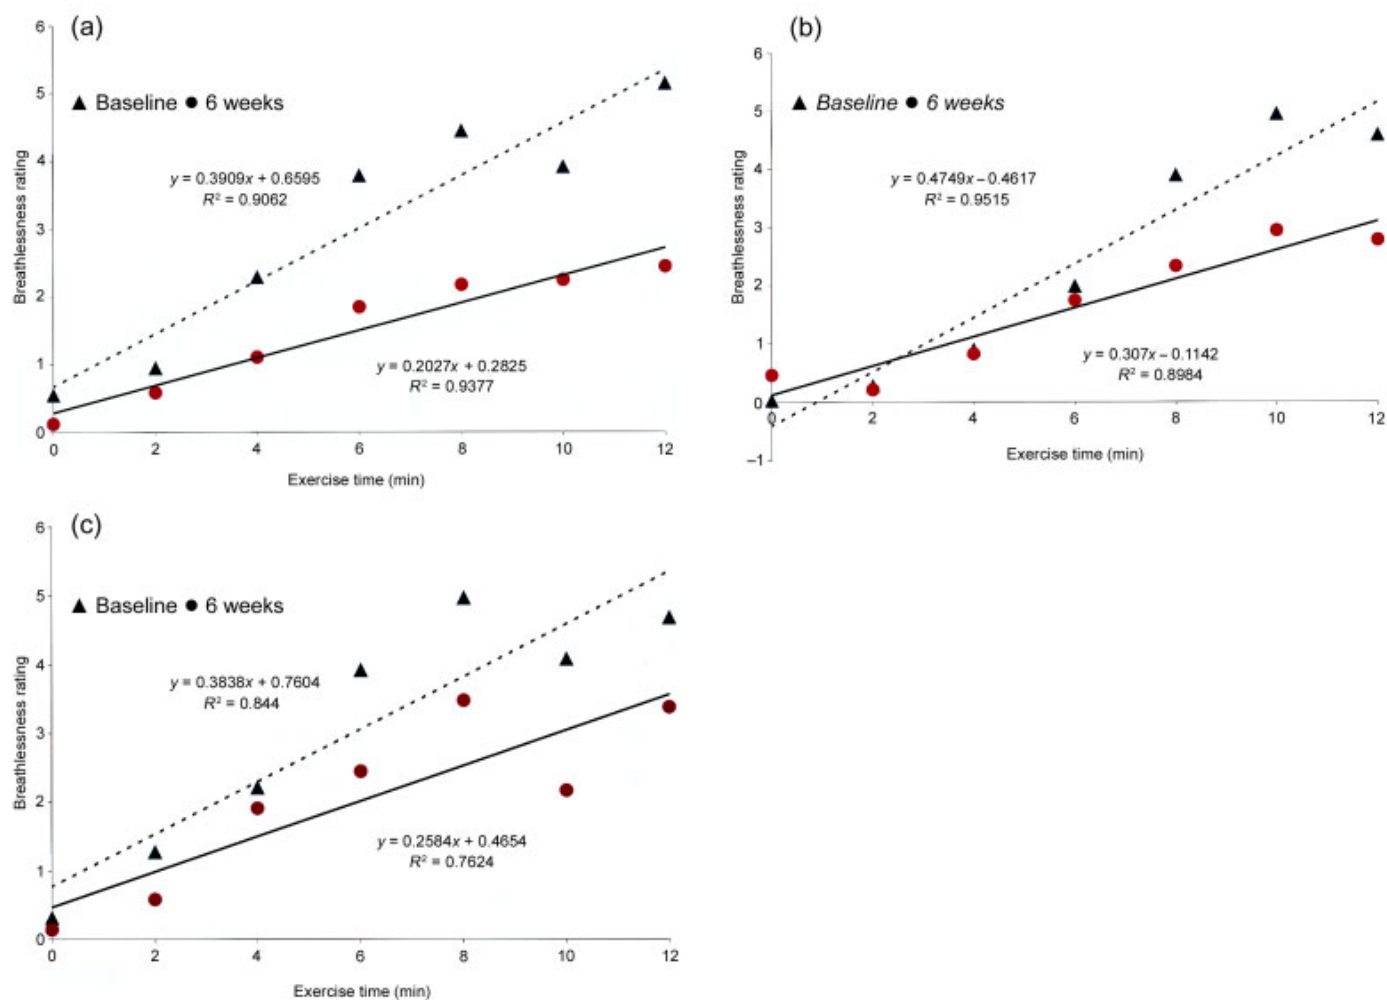 (a)
6
5
4
3
2
1
0
Breathlessness rating
▲ Baseline ● 6 weeks
y = 0.3909x + 0.6595
R² = 0.9062
y = 0.2027x + 0.2825
R² = 0.9377
0 2 4 6 8 10 12
Exercise time (min)
(b)
6
5
4
3
2
1
0
–1
Breathlessness rating
▲ Baseline ● 6 weeks
y = 0.4749x – 0.4617
R² = 0.9515
y = 0.307x – 0.1142
R² = 0.8984
0 2 4 6 8 10 12
Exercise time (min)
(c)
6
5
4
3
2
1
0
Breathlessness rating
▲ Baseline ● 6 weeks
y = 0.3838x + 0.7604
R² = 0.844
y = 0.2584x + 0.4654
R² = 0.7624
0 2 4 6 8 10 12
Exercise time (min)